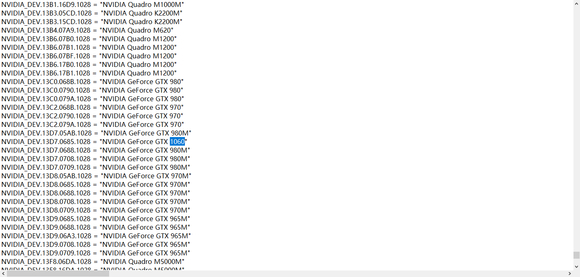 NVIDIA_DEV.13B1.16D9.1028 = "NVIDIA Quadro M1000M"
NVIDIA_DEV.13B3.05CD.1028 = "NVIDIA Quadro K2200M"
NVIDIA_DEV.13B3.15CD.1028 = "NVIDIA Quadro K2200M"
NVIDIA_DEV.13B4.07A9.1028 = "NVIDIA Quadro M620"
NVIDIA_DEV.13B6.07B0.1028 = "NVIDIA Quadro M1200"
NVIDIA_DEV.13B6.07B1.1028 = "NVIDIA Quadro M1200"
NVIDIA_DEV.13B6.07BF.1028 = "NVIDIA Quadro M1200"
NVIDIA_DEV.13B6.17B0.1028 = "NVIDIA Quadro M1200"
NVIDIA_DEV.13B6.17B1.1028 = "NVIDIA Quadro M1200"
NVIDIA_DEV.13C0.068B.1028 = "NVIDIA GeForce GTX 980"
NVIDIA_DEV.13C0.0790.1028 = "NVIDIA GeForce GTX 980"
NVIDIA_DEV.13C0.079A.1028 = "NVIDIA GeForce GTX 980"
NVIDIA_DEV.13C2.068B.1028 = "NVIDIA GeForce GTX 970"
NVIDIA_DEV.13C2.0790.1028 = "NVIDIA GeForce GTX 970"
NVIDIA_DEV.13C2.079A.1028 = "NVIDIA GeForce GTX 970"
NVIDIA_DEV.13D7.05AB.1028 = "NVIDIA GeForce GTX 980M"
NVIDIA_DEV.13D7.0685.1028 = "NVIDIA GeForce GTX 1060"
NVIDIA_DEV.13D7.0688.1028 = "NVIDIA GeForce GTX 980M"
NVIDIA_DEV.13D7.0708.1028 = "NVIDIA GeForce GTX 980M"
NVIDIA_DEV.13D7.0709.1028 = "NVIDIA GeForce GTX 980M"
NVIDIA_DEV.13D8.05AB.1028 = "NVIDIA GeForce GTX 970M"
NVIDIA_DEV.13D8.0685.1028 = "NVIDIA GeForce GTX 970M"
NVIDIA_DEV.13D8.0688.1028 = "NVIDIA GeForce GTX 970M"
NVIDIA_DEV.13D8.0708.1028 = "NVIDIA GeForce GTX 970M"
NVIDIA_DEV.13D8.0709.1028 = "NVIDIA GeForce GTX 970M"
NVIDIA_DEV.13D9.0685.1028 = "NVIDIA GeForce GTX 965M"
NVIDIA_DEV.13D9.0688.1028 = "NVIDIA GeForce GTX 965M"
NVIDIA_DEV.13D9.06A3.1028 = "NVIDIA GeForce GTX 965M"
NVIDIA_DEV.13D9.0708.1028 = "NVIDIA GeForce GTX 965M"
NVIDIA_DEV.13D9.0709.1028 = "NVIDIA GeForce GTX 965M"
NVIDIA_DEV.13F8.06DA.1028 = "NVIDIA Quadro M5000M"